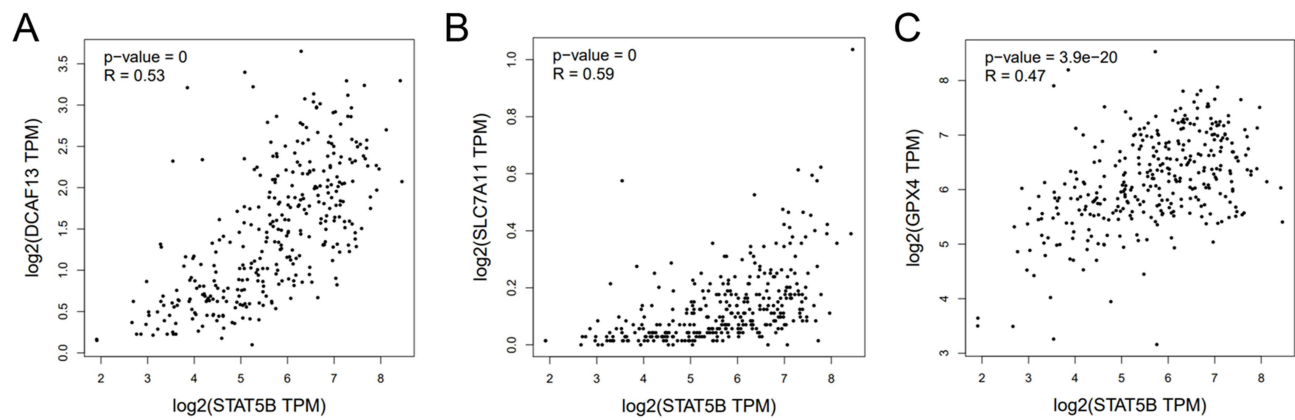 A
p−value = 0
R = 0.53
log2(DCAF13 TPM)
0.0 0.5 1.0 1.5 2.0 2.5 3.0 3.5
2 3 4 5 6 7 8
log2(STAT5B TPM)
B
p−value = 0
R = 0.59
log2(SLC7A11 TPM)
0.0 0.2 0.4 0.6 0.8 1.0
2 3 4 5 6 7 8
log2(STAT5B TPM)
C
p−value = 3.9e−20
R = 0.47
log2(GPX4 TPM)
3 4 5 6 7 8
2 3 4 5 6 7 8
log2(STAT5B TPM)